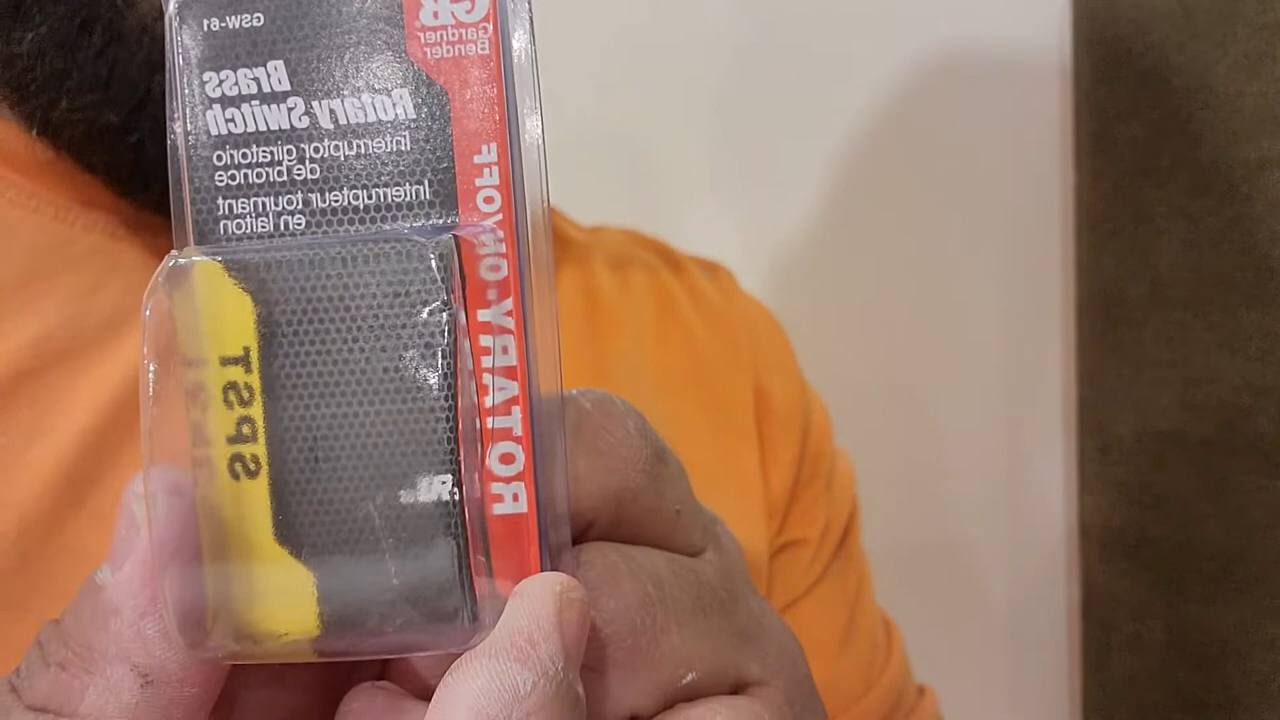 GSW-61
GB
Gardner
Bender
Brass
Rotary Switch
Interruptor giratorio
de bronce
Interrupteur tournant
en laiton
ROTARY-ON/OFF
SPST